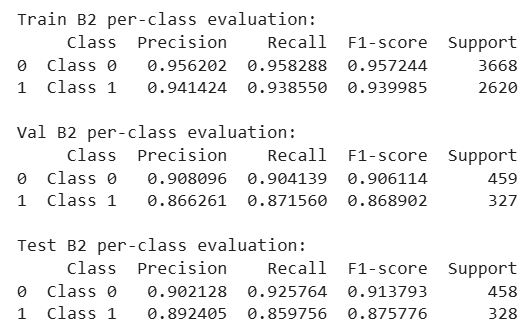 Train B2 per-class evaluation:
Class Precision Recall F1-score Support
0 Class 0 0.956202 0.958288 0.957244 3668
1 Class 1 0.941424 0.938550 0.939985 2620
Val B2 per-class evaluation:
Class Precision Recall F1-score Support
0 Class 0 0.908096 0.904139 0.906114 459
1 Class 1 0.866261 0.871560 0.868902 327
Test B2 per-class evaluation:
Class Precision Recall F1-score Support
0 Class 0 0.902128 0.925764 0.913793 458
1 Class 1 0.892405 0.859756 0.875776 328